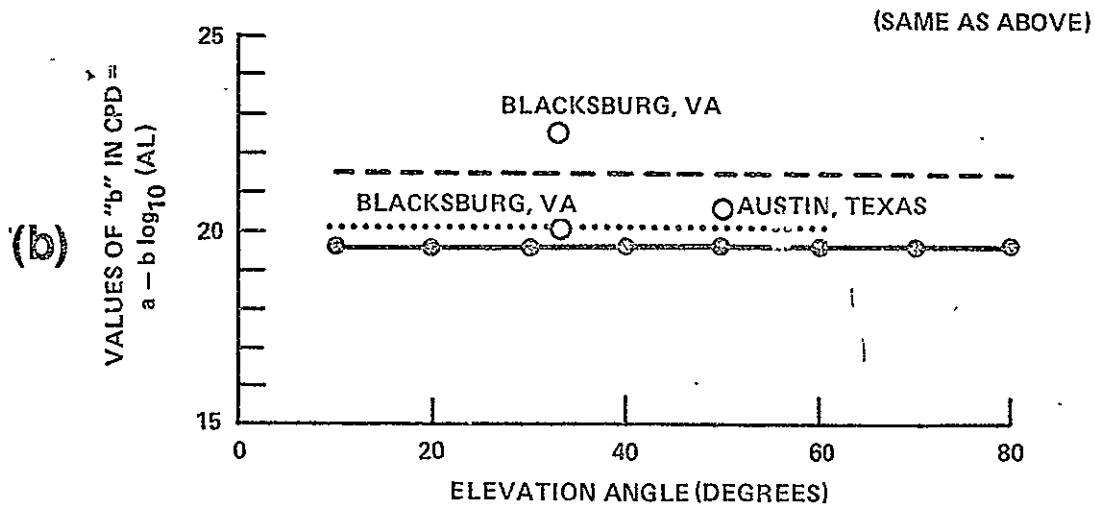 (SAME AS ABOVE)
25
BLACKSBURG, VA
BLACKSBURG, VA
AUSTIN, TEXAS
20
(b)
VALUES OF "b" IN CPD =
a — b log10 (AL)
15
0 20 40 60 80
ELEVATION ANGLE (DEGREES)